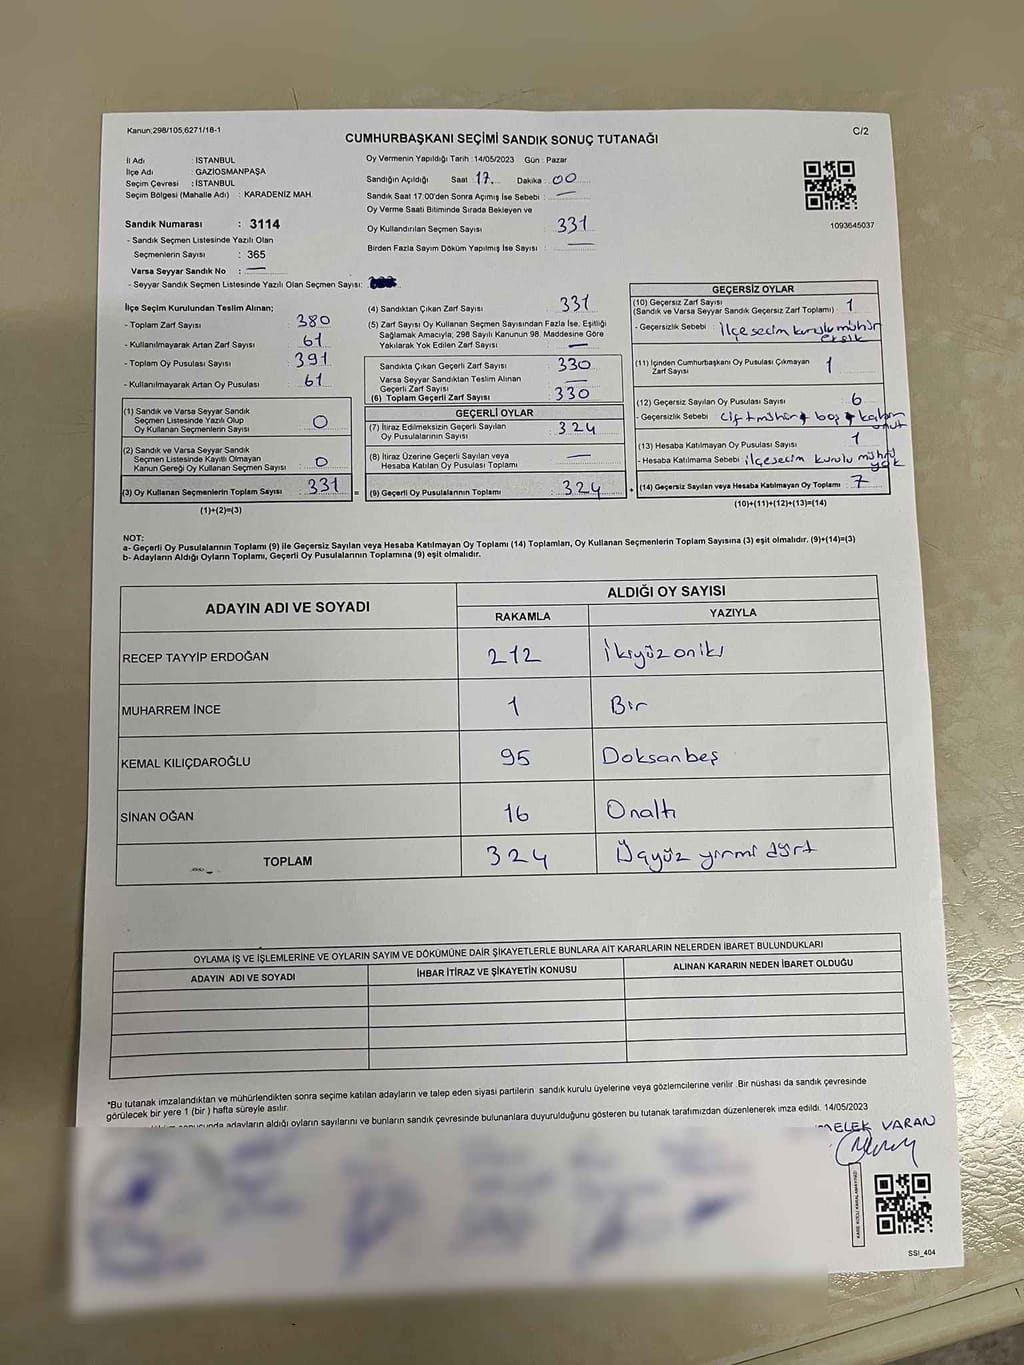 Kanun;298/105,6271/18-1
C/2
CUMHURBAŞKANI SEÇİMİ SANDIK SONUÇ TUTANAĞI
İl Adı : İSTANBUL
İlçe Adı : GAZİOSMANPAŞA
Seçim Çevresi : İSTANBUL
Seçim Bölgesi (Mahalle Adı) : KARADENİZ MAH.
Sandık Numarası : 3114
- Sandık Seçmen Listesinde Yazılı Olan
Seçmenlerin Sayısı : 365
Varsa Seyyar Sandık No : —
- Seyyar Sandık Seçmen Listesinde Yazılı Olan Seçmen Sayısı:
Oy Vermenin Yapıldığı Tarih :14/05/2023 Gün : Pazar
Sandığın Açıldığı Saat 17. Dakika : 00
Sandık Saat 17.00'den Sonra Açımış İse Sebebi : —
Oy Verme Saati Bitiminde Sırada Bekleyen ve
Oy Kullandırılan Seçmen Sayısı : 331
Birden Fazla Sayım Döküm Yapılmış İse Sayısı : —
1093645037
İlçe Seçim Kurulundan Teslim Alınan;
- Toplam Zarf Sayısı : 380
- Kullanılmayarak Artan Zarf Sayısı : 61
- Toplam Oy Pusulası Sayısı : 391
- Kullanılmayarak Artan Oy Pusulası : 61
(1) Sandık ve Varsa Seyyar Sandık
Seçmen Listesinde Yazılı Olup
Oy Kullanan Seçmenlerin Sayısı : 0
(2) Sandık ve Varsa Seyyar Sandık
Seçmen Listesinde Kayıtlı Olmayan
Kanun Gereği Oy Kullanan Seçmen Sayısı : 0
(3) Oy Kullanan Seçmenlerin Toplam Sayısı : 331
(1)+(2)=(3)
(4) Sandıktan Çıkan Zarf Sayısı : 331
(5) Zarf Sayısı Oy Kullanan Seçmen Sayısından Fazla İse, Eşitliği
Sağlamak Amacıyla, 298 Sayılı Kanunun 98. Maddesine Göre
Yakılarak Yok Edilen Zarf Sayısı : —
Sandıkta Çıkan Geçerli Zarf Sayısı : 330
Varsa Seyyar Sandıktan Teslim Alınan
Geçerli Zarf Sayısı : —
(6) Toplam Geçerli Zarf Sayısı : 330
GEÇERLİ OYLAR
(7) İtiraz Edilmeksizin Geçerli Sayılan
Oy Pusulalarının Sayısı : 324
(8) İtiraz Üzerine Geçerli Sayılan veya
Hesaba Katılan Oy Pusulası Toplamı : —
= (9) Geçerli Oy Pusulalarının Toplamı : 324 +
GEÇERSİZ OYLAR
(10) Geçersiz Zarf Sayısı
(Sandık ve Varsa Seyyar Sandık Geçersiz Zarf Toplamı) : 1
- Geçersizlik Sebebi : İlçe secim kurulu mühür
eksik
(11) İçinden Cumhurbaşkanı Oy Pusulası Çıkmayan
Zarf Sayısı : 1
(12) Geçersiz Sayılan Oy Pusulası Sayısı : 6
- Geçersizlik Sebebi : Çift mühür + boş +
(13) Hesaba Katılmayan Oy Pusulası Sayısı : 1
- Hesaba Katılmama Sebebi : ilçe secim kurulu mührü
yok
(14) Geçersiz Sayılan veya Hesaba Katılmayan Oy Toplamı : 7
(10)+(11)+(12)+(13)=(14)
NOT:
a- Geçerli Oy Pusulalarının Toplamı (9) ile Geçersiz Sayılan veya Hesaba Katılmayan Oy Toplamı (14) Toplamları, Oy Kullanan Seçmenlerin Toplam Sayısına (3) eşit olmalıdır. (9)+(14)=(3)
b- Adayların Aldığı Oyların Toplamı, Geçerli Oy Pusulalarının Toplamına (9) eşit olmalıdır.
ADAYIN ADI VE SOYADI
ALDIĞI OY SAYISI
RAKAMLA YAZIYLA
RECEP TAYYİP ERDOĞAN 212 İkiyüz oniki
MUHARREM İNCE 1 Bir
KEMAL KILIÇDAROĞLU 95 Doksanbeş
SİNAN OĞAN 16 Onaltı
TOPLAM 324 Üçyüz yirmi dört
OYLAMA İŞ VE İŞLEMLERİNE VE OYLARIN SAYIM VE DÖKÜMÜNE DAİR ŞİKAYETLERLE BUNLARA AİT KARARLARIN NELERDEN İBARET BULUNDUKLARI
ADAYIN ADI VE SOYADI İHBAR İTİRAZ VE ŞİKAYETİN KONUSU ALINAN KARARIN NEDEN İBARET OLDUĞU
*Bu tutanak imzalandıktan ve mühürlendikten sonra seçime katılan adayların ve talep eden siyasi partilerin sandık kurulu üyelerine veya gözlemcilerine verilir .Bir nüshası da sandık çevresinde
görülecek bir yere 1 (bir ) hafta süreyle asılır.
adayların aldığı oyların sayılarını ve bunların sandık çevresinde bulunanlara duyurulduğunu gösteren bu tutanak tarafımızdan düzenlenerek imza edildi. 14/05/2023
MELEK VARAN
KARE KODU KARALAMAYINIZ!
SSI_404